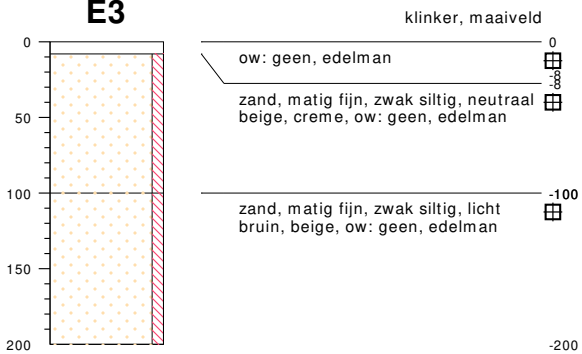 E3
klinker, maaiveld
0
0
ow: geen, edelman
-8
-8
zand, matig fijn, zwak siltig, neutraal
beige, creme, ow: geen, edelman
50
100
-100
zand, matig fijn, zwak siltig, licht
bruin, beige, ow: geen, edelman
150
200
-200